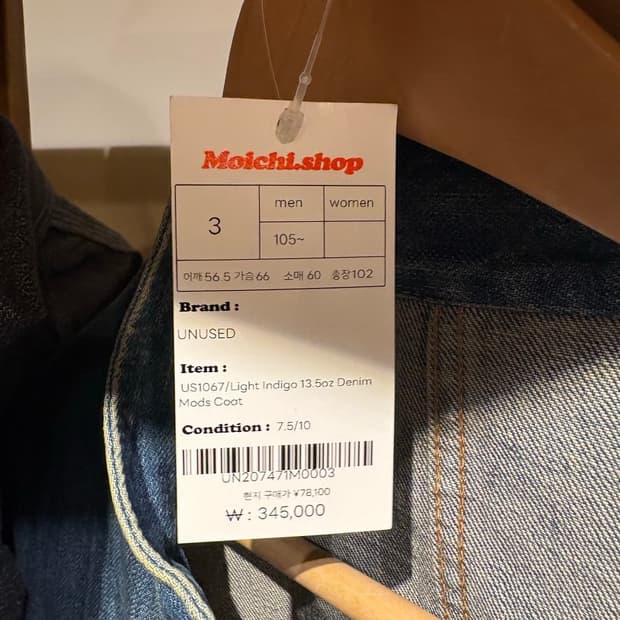 Moichi.shop
3 men women
105~
어깨 56.5 가슴 66 소매 60 총장 102
Brand :
UNUSED
Item :
US1067/Light Indigo 13.5oz Denim
Mods Coat
Condition : 7.5/10
UN207471M0003
현지 구매가 ¥78,100
₩ : 345,000